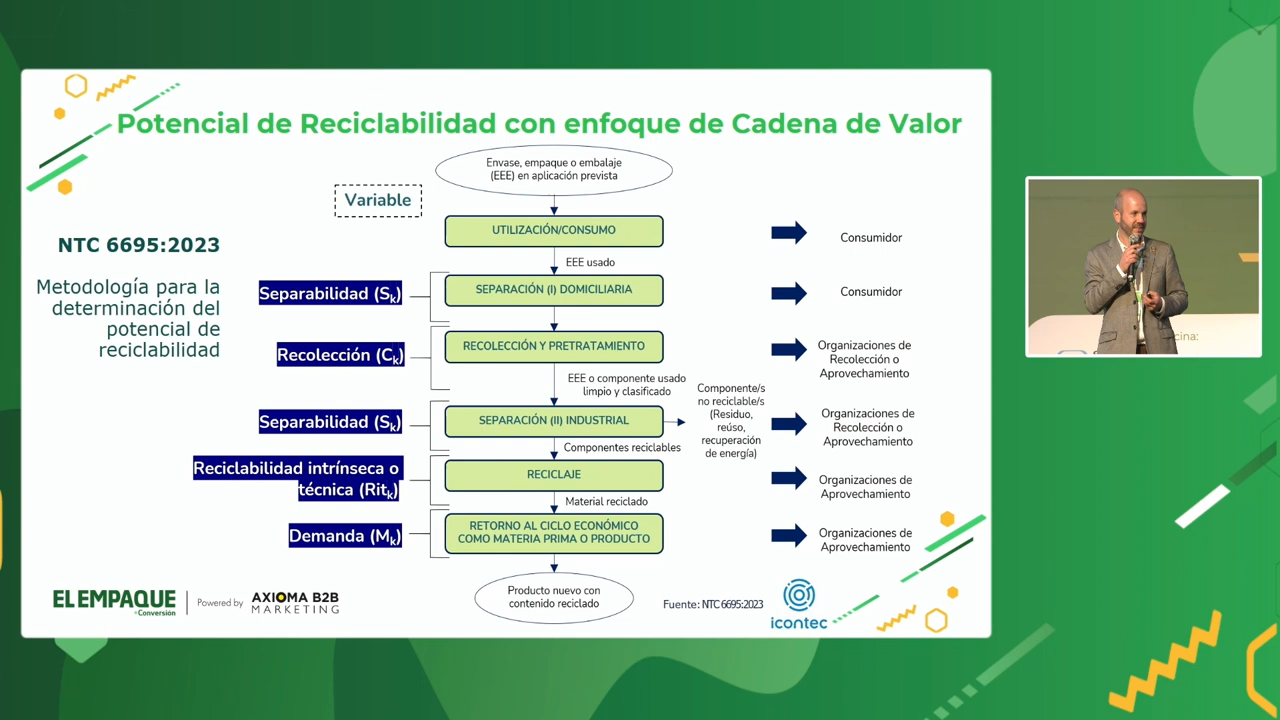 Potencial de Reciclabilidad con enfoque de Cadena de Valor
Envase, empaque o embalaje
(EEE) en aplicación prevista
Variable
NTC 6695:2023
Metodología para la
determinación del
potencial de
reciclabilidad
UTILIZACIÓN/CONSUMO
Consumidor
EEE usado
Separabilidad (Sk)
SEPARACIÓN (I) DOMICILIARIA
Consumidor
Recolección (Ck)
RECOLECCIÓN Y PRETRATAMIENTO
Organizaciones de
Recolección o
Aprovechamiento
EEE o componente usado
limpio y clasificado
Componente/s
no reciclable/s
(Residuo,
reúso,
recuperación
de energía)
Separabilidad (Sk)
SEPARACIÓN (II) INDUSTRIAL
Organizaciones de
Recolección o
Aprovechamiento
Componentes reciclables
Reciclabilidad intrínseca o
técnica (Ritk)
RECICLAJE
Organizaciones de
Aprovechamiento
Material reciclado
Demanda (Mk)
RETORNO AL CICLO ECONÓMICO
COMO MATERIA PRIMA O PRODUCTO
Organizaciones de
Aprovechamiento
Producto nuevo con
contenido reciclado
EL EMPAQUE
+Conversión
Powered by
AXIOMA B2B
MARKETING
Fuente: NTC 6695:2023
icontec